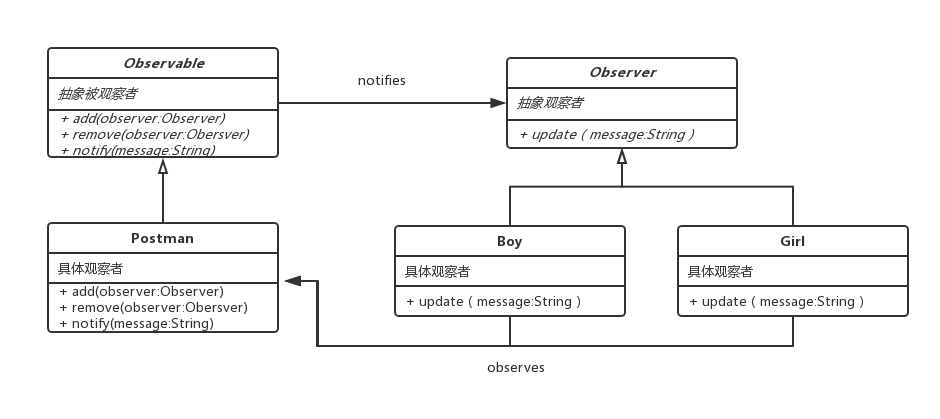 Observable
抽象被观察者
+ add(observer:Observer)
+ remove(observer:Obersver)
+ notify(message:String)
notifies
Observer
抽象观察者
+ update ( message:String )
Postman
具体观察者
+ add(observer:Observer)
+ remove(observer:Obersver)
+ notify(message:String)
Boy
具体观察者
+ update ( message:String )
Girl
具体观察者
+ update ( message:String )
observes